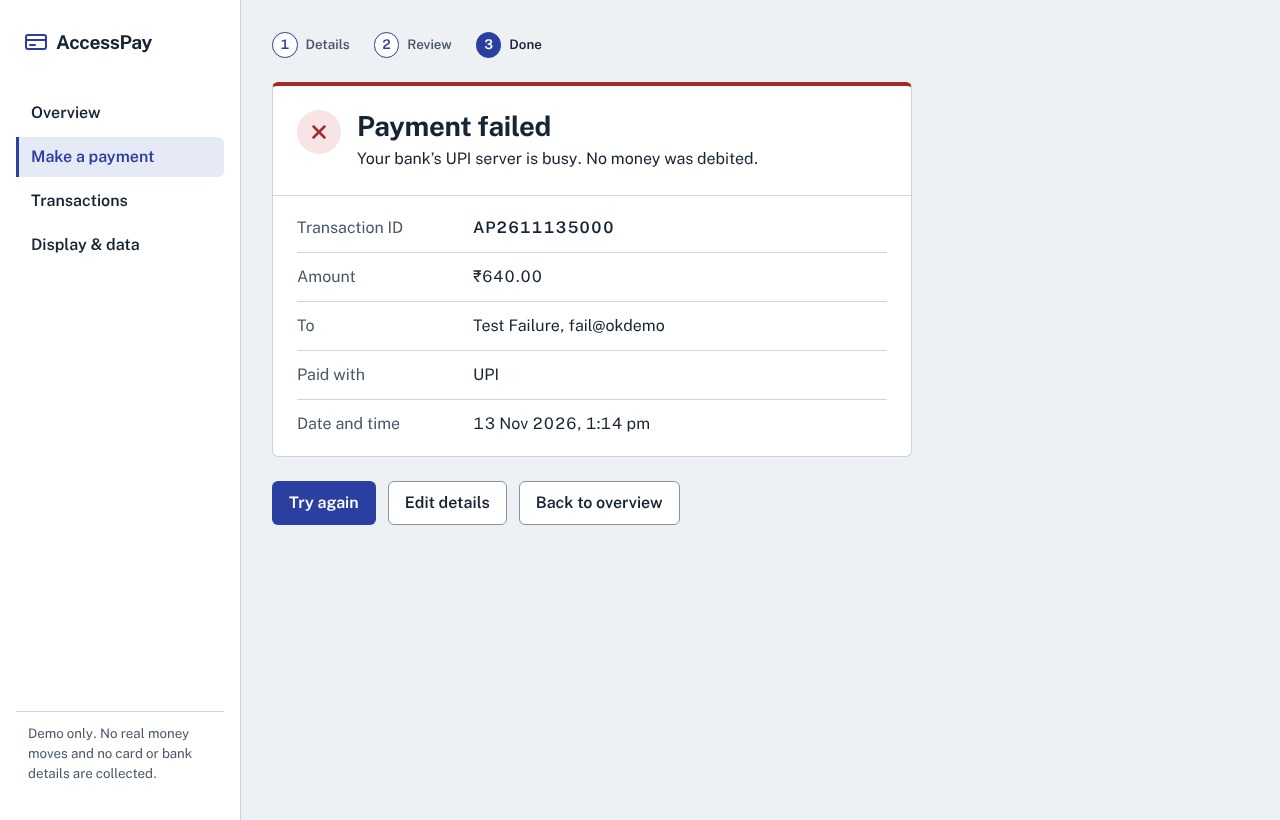 AccessPay
Overview
Make a payment
Transactions
Display & data
Demo only. No real money
moves and no card or bank
details are collected.
1 Details 2 Review 3 Done
Payment failed
Your bank’s UPI server is busy. No money was debited.
Transaction ID AP2611135000
Amount ₹640.00
To Test Failure, fail@okdemo
Paid with UPI
Date and time 13 Nov 2026, 1:14 pm
Try again Edit details Back to overview